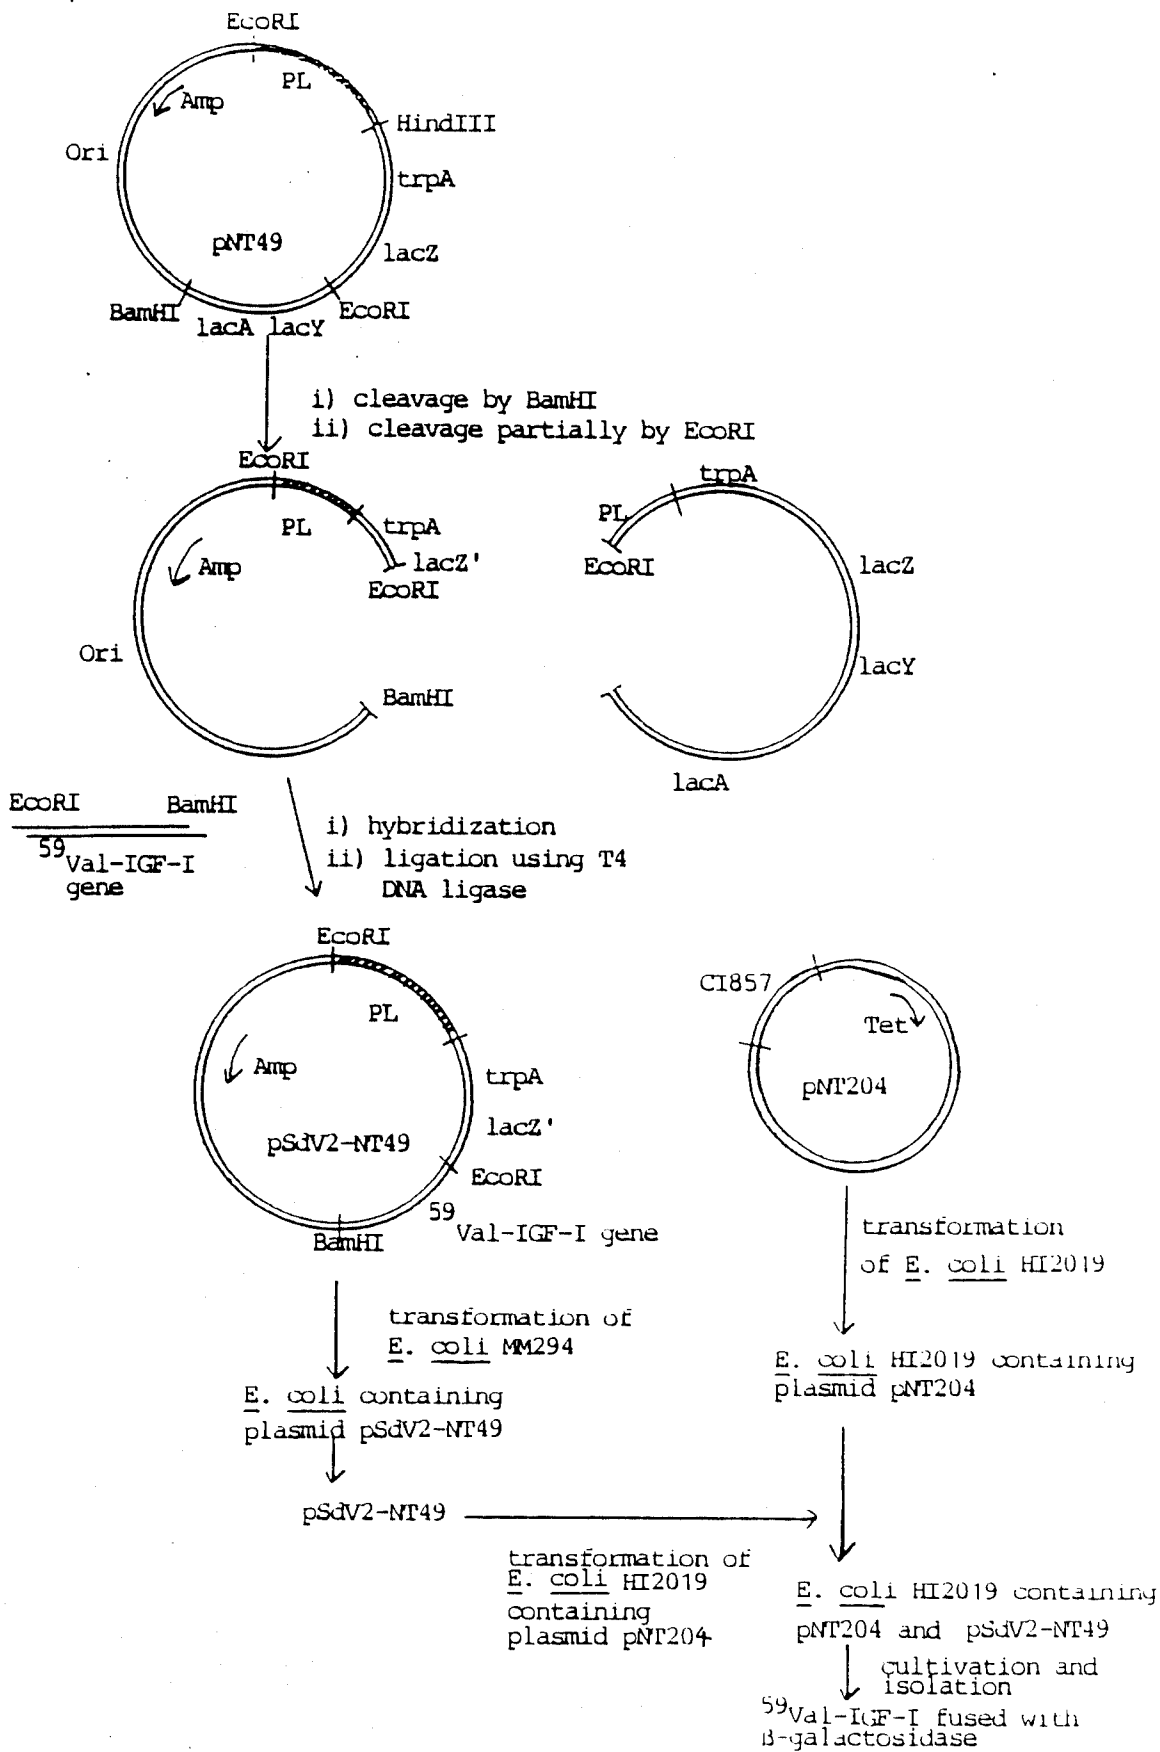 EcoRI
PL
Amp
HindIII
Ori
trpA
pNT49
lacZ
BamHI
EcoRI
lacA lacY
i) cleavage by BamHI
ii) cleavage partially by EcoRI
EcoRI
PL
trpA
Amp
lacZ'
EcoRI
Ori
BamHI
trpA
PL
EcoRI
lacZ
lacY
lacA
EcoRI
BamHI
59Val-IGF-I
gene
i) hybridization
ii) ligation using T4
DNA ligase
EcoRI
PL
Amp
trpA
lacZ'
pSdV2-NT49
EcoRI
59Val-IGF-I gene
BamHI
CI857
Tet
pNT204
transformation
of E. coli HI2019
transformation of
E. coli MM294
E. coli HI2019 containing
plasmid pNT204
E. coli containing
plasmid pSdV2-NT49
pSdV2-NT49
transformation of
E. coli HI2019
containing
plasmid pNT204
E. coli HI2019 containing
pNT204 and pSdV2-NT49
cultivation and
isolation
59Val-IGF-I fused with
β-galactosidase